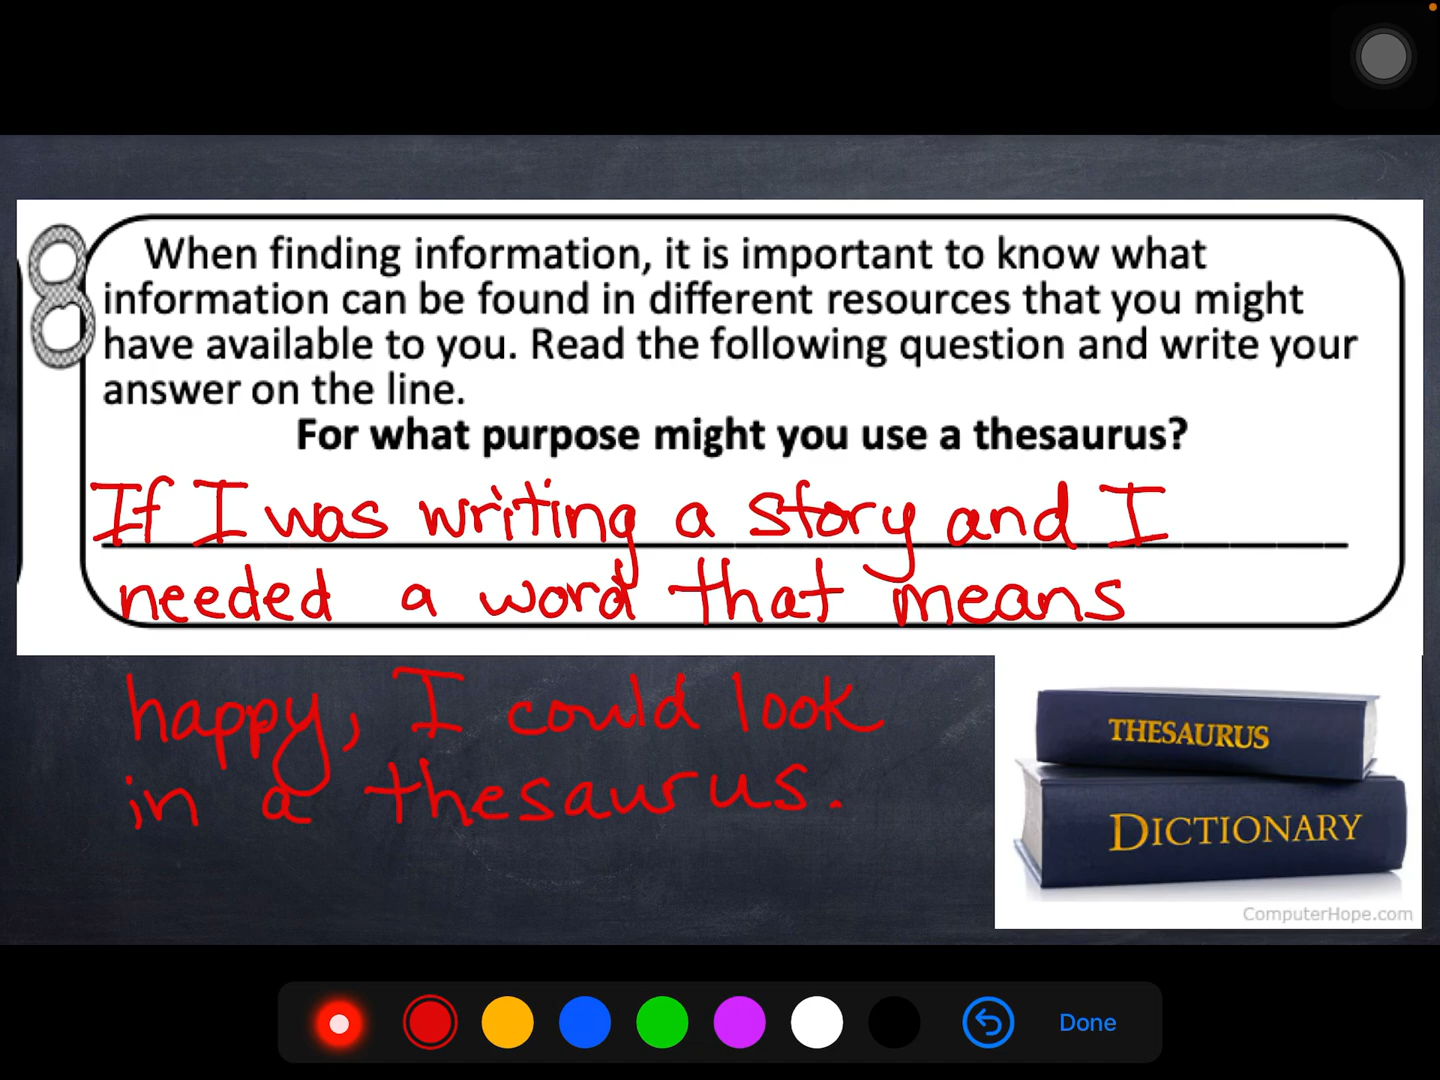 8
When finding information, it is important to know what
information can be found in different resources that you might
have available to you. Read the following question and write your
answer on the line.
For what purpose might you use a thesaurus?
If I was writing a story and I
needed a word that means
happy, I could look
in a thesaurus.
THESAURUS
DICTIONARY
ComputerHope.com
Done